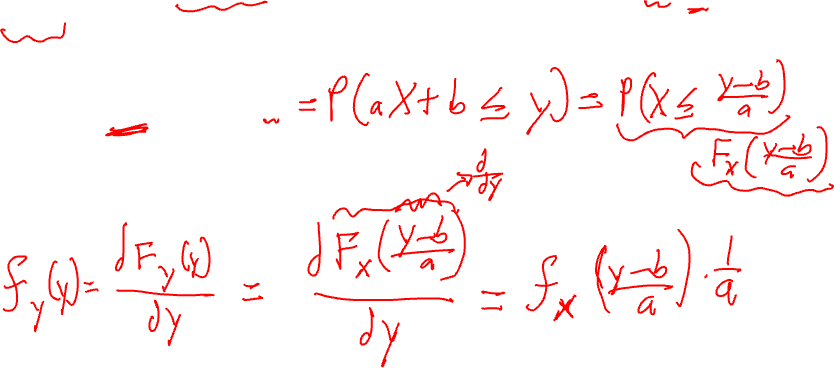 = P(aX + b ≤ y) = P(X ≤ (y-b)/a)
F_x((y-b)/a)
d/dy
f_y(y) = dF_y(y)/dy = dF_x((y-b)/a)/dy = f_x((y-b)/a) · 1/a